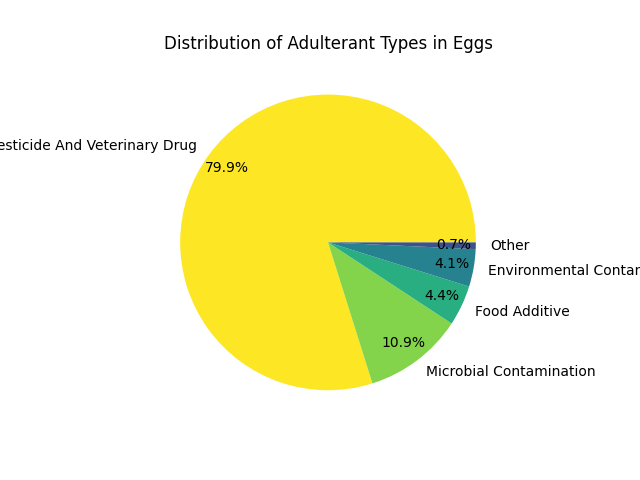 Distribution of Adulterant Types in Eggs
esticide And Veterinary Drug
79.9%
0.7%
Other
4.1%
Environmental Contar
4.4%
Food Additive
10.9%
Microbial Contamination